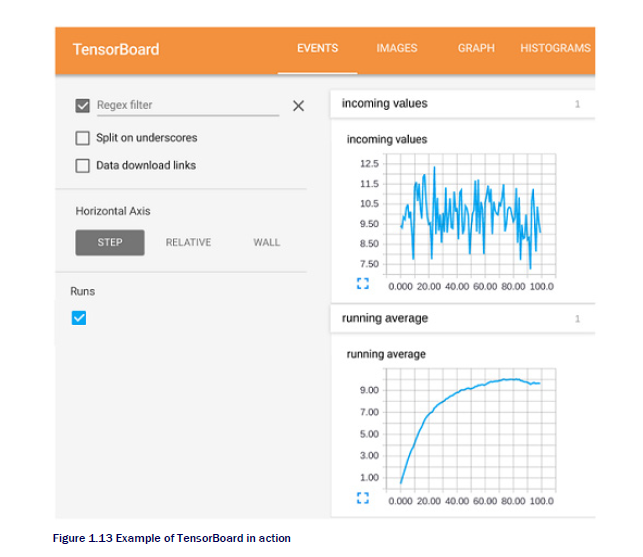 TensorBoard
EVENTS IMAGES GRAPH HISTOGRAMS
Regex filter
Split on underscores
Data download links
Horizontal Axis
STEP RELATIVE WALL
Runs
incoming values 1
incoming values
12.5
11.5
10.5
9.50
8.50
7.50
0.000 20.00 40.00 60.00 80.00 100.0
running average 1
running average
9.00
7.00
5.00
3.00
1.00
0.000 20.00 40.00 60.00 80.00 100.0
Figure 1.13 Example of TensorBoard in action